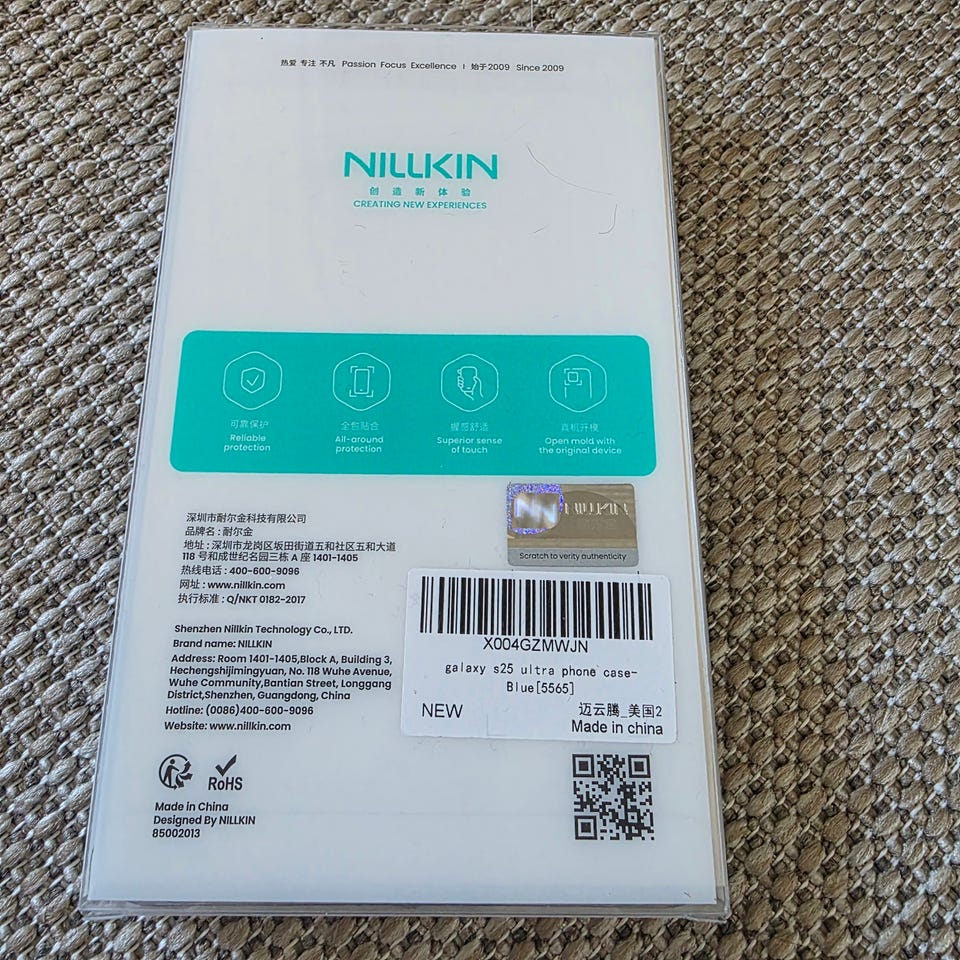 热爱 专注 不凡 Passion Focus Excellence | 始于2009 Since 2009
NILLKIN
创造新体验
CREATING NEW EXPERIENCES
可靠保护
Reliable
protection
全包贴合
All-around
protection
握感舒适
Superior sense
of touch
真机开模
Open mold with
the original device
NILLKIN
Scratch to verity authenticity
深圳市耐尔金科技有限公司
品牌名：耐尔金
地址：深圳市龙岗区坂田街道五和社区五和大道
118 号和成世纪名园三栋 A 座 1401-1405
热线电话：400-600-9096
网址：www.nillkin.com
执行标准：Q/NKT 0182-2017
Shenzhen Nillkin Technology Co., LTD.
Brand name: NILLKIN
Address: Room 1401-1405,Block A, Building 3,
Hechengshijimingyuan, No. 118 Wuhe Avenue,
Wuhe Community,Bantian Street, Longgang
District,Shenzhen, Guangdong, China
Hotline: (0086)400-600-9096
Website: www.nillkin.com
X004GZMWJN
galaxy s25 ultra phone case-
Blue[5565]
NEW
迈云腾_美国2
Made in china
RoHS
Made in China
Designed By NILLKIN
85002013